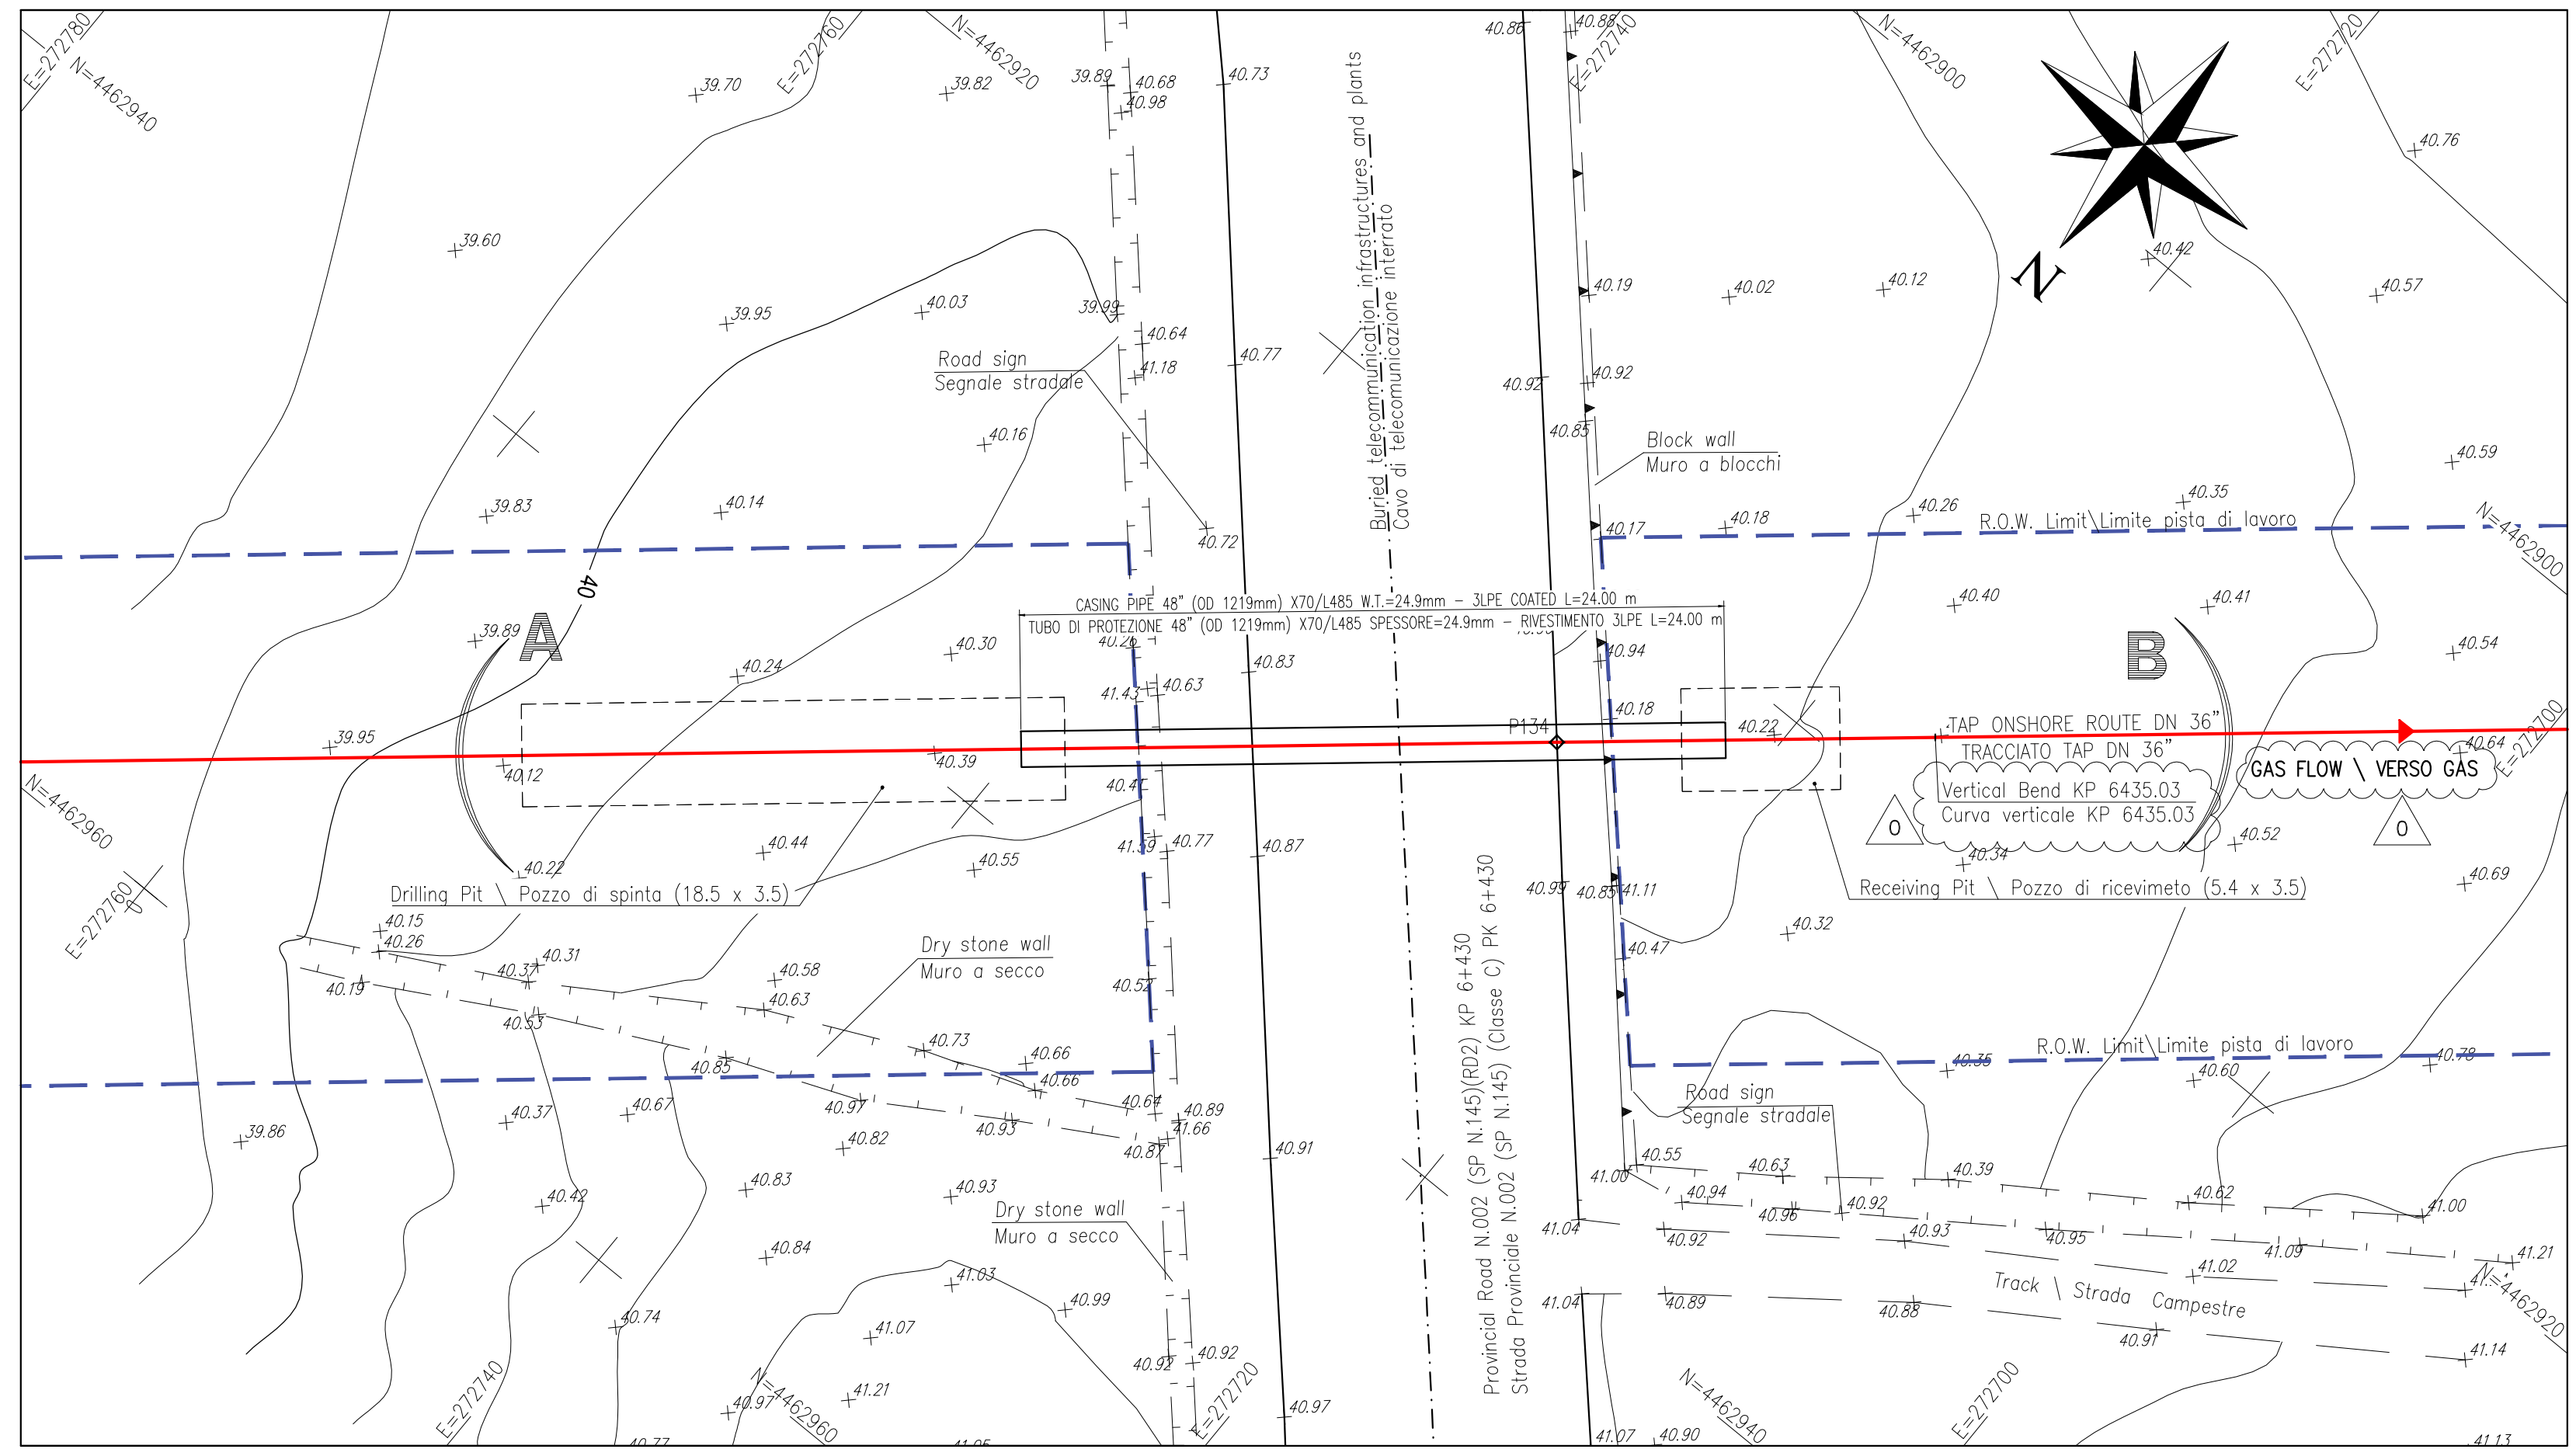 E=272780
N=4462940
E=272760
N=4462920
E=272740
N=4462900
E=272720
39.70
39.82
39.89
40.68
40.98
40.73
40.86
40.88
40.76
N
39.60
39.95
40.03
39.99
40.64
41.18
40.77
40.92
40.92
40.85
40.19
40.02
40.12
40.42
40.57
Road sign
Segnale stradale
Buried telecommunication infrastructures and plants
Cavo di telecomunicazione interrato
Block wall
Muro a blocchi
40.16
39.83
40.14
40.72
40.17
40.18
40.26
40.35
40.59
R.O.W. Limit\Limite pista di lavoro
N=4462900
40
A
39.89
40.24
40.30
CASING PIPE 48" (OD 1219mm) X70/L485 W.T.=24.9mm – 3LPE COATED L=24.00 m
TUBO DI PROTEZIONE 48" (OD 1219mm) X70/L485 SPESSORE=24.9mm – RIVESTIMENTO 3LPE L=24.00 m
41.43
40.63
40.83
40.94
40.18
40.40
40.41
40.54
B
P134
40.22
39.95
40.12
40.39
TAP ONSHORE ROUTE DN 36"
TRACCIATO TAP DN 36"
Vertical Bend KP 6435.03
Curva verticale KP 6435.03
GAS FLOW \ VERSO GAS
0
0
40.64
E=272700
N=4462960
E=272760
40.22
40.44
40.55
41.59
40.77
40.87
40.99
40.85
41.11
40.34
40.52
40.69
Drilling Pit \ Pozzo di spinta (18.5 x 3.5)
Receiving Pit \ Pozzo di ricevimeto (5.4 x 3.5)
40.15
40.26
40.19
40.37
40.31
40.53
40.58
40.63
40.52
40.47
40.32
Dry stone wall
Muro a secco
Provincial Road N.002 (SP N.145)(RD2) KP 6+430
Strada Provinciale N.002 (SP N.145) (Classe C) PK 6+430
40.85
40.73
40.66
40.66
40.35
40.60
40.78
R.O.W. Limit\Limite pista di lavoro
39.86
40.37
40.67
40.97
40.82
40.93
40.64
40.89
41.66
40.87
40.91
Road sign
Segnale stradale
40.42
40.83
40.93
40.84
41.03
40.99
Dry stone wall
Muro a secco
41.00
40.55
40.63
40.39
40.94
40.96
40.92
40.62
41.00
41.04
40.92
40.93
40.95
41.09
41.21
41.02
Track \ Strada Campestre
N=4462920
41.04
40.89
40.88
40.91
41.14
40.74
41.07
40.92
40.92
41.21
40.97
40.97
E=272740
N=4462960
E=272720
N=4462940
E=272700
41.07
40.90
41.13